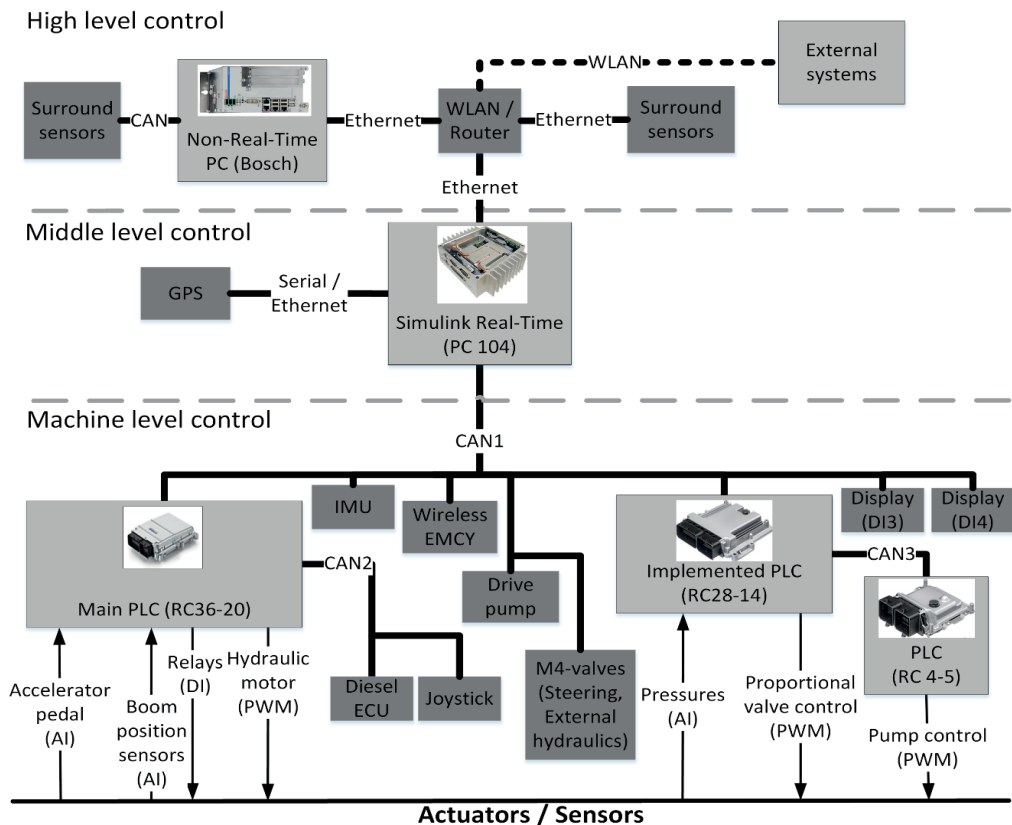 High level control
Surround
sensors
CAN
Non-Real-Time
PC (Bosch)
Ethernet
WLAN /
Router
Ethernet
Surround
sensors
WLAN
External
systems
Ethernet
Middle level control
GPS
Serial /
Ethernet
Simulink Real-Time
(PC 104)
Machine level control
CAN1
IMU
Wireless
EMCY
Display
(DI3)
Display
(DI4)
Main PLC (RC36-20)
CAN2
Drive
pump
Implemented PLC
(RC28-14)
CAN3
PLC
(RC 4-5)
Diesel
ECU
Joystick
M4-valves
(Steering,
External
hydraulics)
Accelerator
pedal
(AI)
Boom
position
sensors
(AI)
Relays
(DI)
Hydraulic
motor
(PWM)
Pressures
(AI)
Proportional
valve control
(PWM)
Pump control
(PWM)
Actuators / Sensors